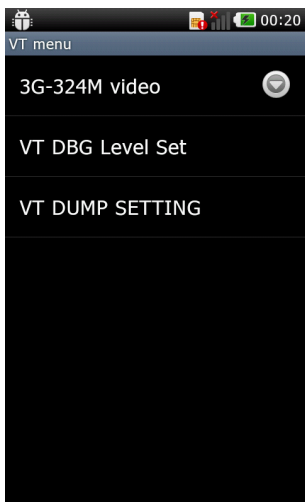 00:20
VT menu
3G-324M video
VT DBG Level Set
VT DUMP SETTING